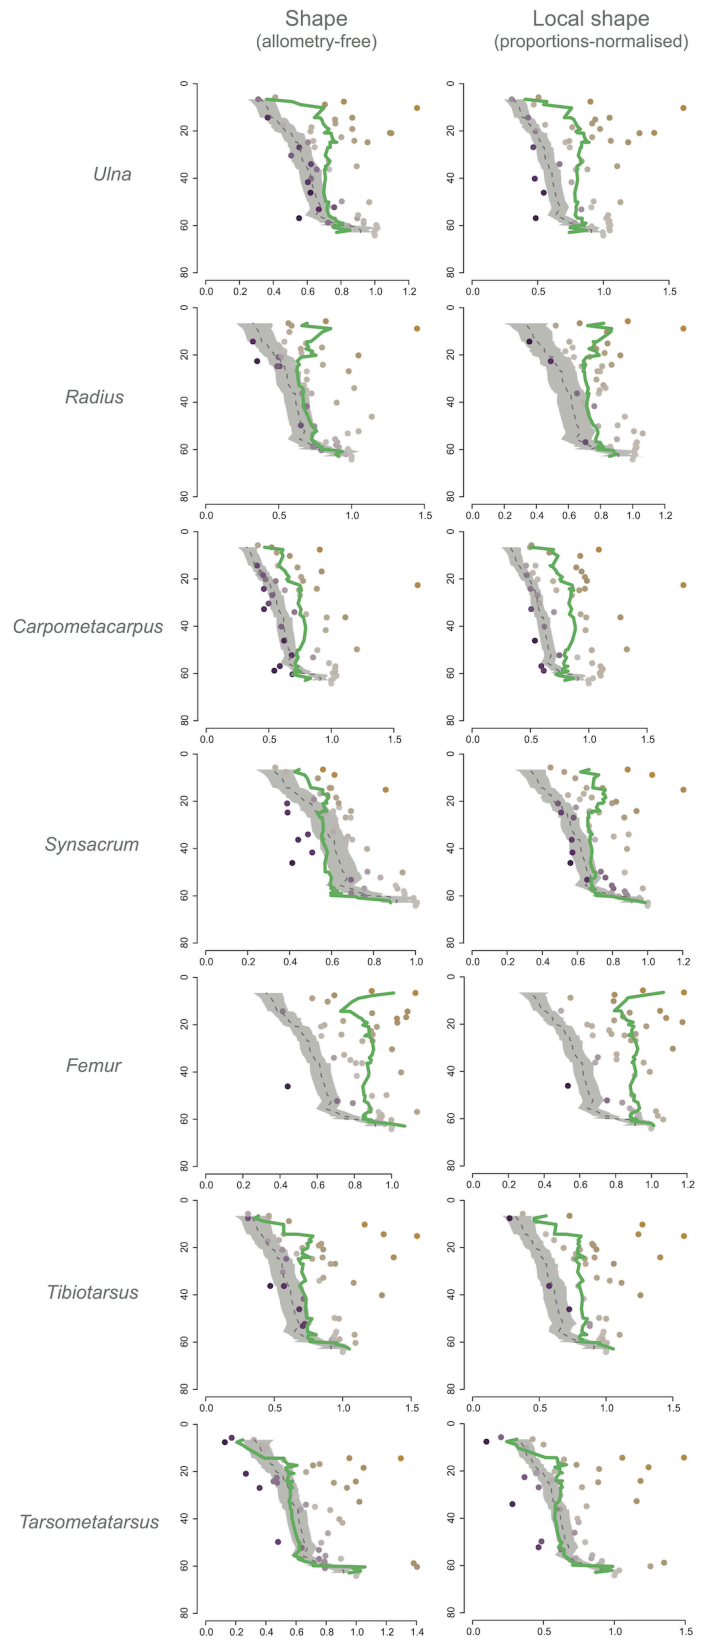 Shape
(allometry-free)
Local shape
(proportions-normalised)
Ulna
0
20
40
60
80
0.0 0.2 0.4 0.6 0.8 1.0 1.2
0
20
40
60
80
0.0 0.5 1.0 1.5
Radius
0
20
40
60
80
0.0 0.5 1.0 1.5
0
20
40
60
80
0.0 0.2 0.4 0.6 0.8 1.0 1.2
Carpometacarpus
0
20
40
60
80
0.0 0.5 1.0 1.5
0
20
40
60
80
0.0 0.5 1.0 1.5
Synsacrum
0
20
40
60
80
0.0 0.2 0.4 0.6 0.8 1.0
0
20
40
60
80
0.0 0.2 0.4 0.6 0.8 1.0 1.2
Femur
0
20
40
60
80
0.0 0.2 0.4 0.6 0.8 1.0
0
20
40
60
80
0.0 0.2 0.4 0.6 0.8 1.0 1.2
Tibiotarsus
0
20
40
60
80
0.0 0.5 1.0 1.5
0
20
40
60
80
0.0 0.5 1.0 1.5
Tarsometatarsus
0
20
40
60
80
0.0 0.2 0.4 0.6 0.8 1.0 1.2 1.4
0
20
40
60
80
0.0 0.5 1.0 1.5